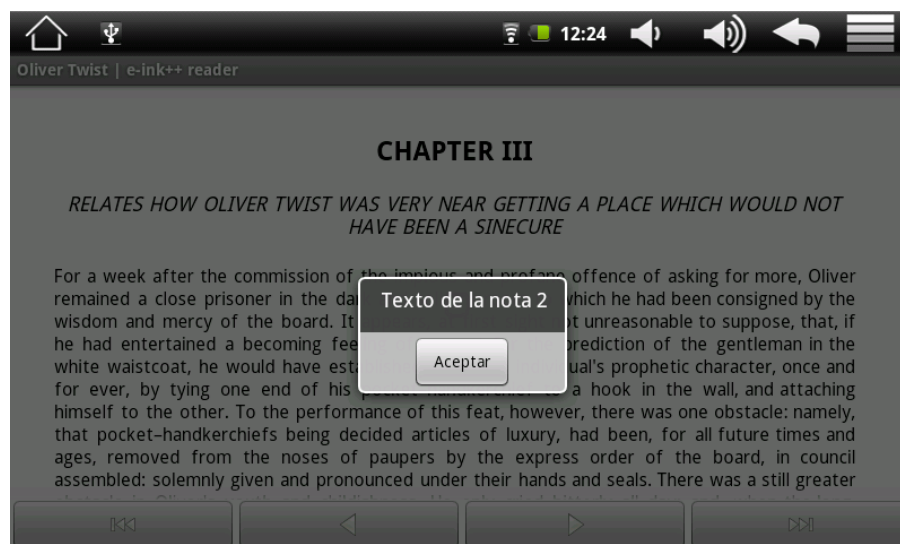 12:24
Oliver Twist | e-ink++ reader
CHAPTER III
RELATES HOW OLIVER TWIST WAS VERY NEAR GETTING A PLACE WHICH WOULD NOT
HAVE BEEN A SINECURE
For a week after the commission of the impious and profane offence of asking for more, Oliver
remained a close prisoner in the da which he had been consigned by the
wisdom and mercy of the board. It not unreasonable to suppose, that, if
he had entertained a becoming fee prediction of the gentleman in the
white waistcoat, he would have est ual's prophetic character, once and
for ever, by tying one end of his pocket-handkerchief to a hook in the wall, and attaching
himself to the other. To the performance of this feat, however, there was one obstacle: namely,
that pocket–handkerchiefs being decided articles of luxury, had been, for all future times and
ages, removed from the noses of paupers by the express order of the board, in council
assembled: solemnly given and pronounced under their hands and seals. There was a still greater
Texto de la nota 2
Aceptar